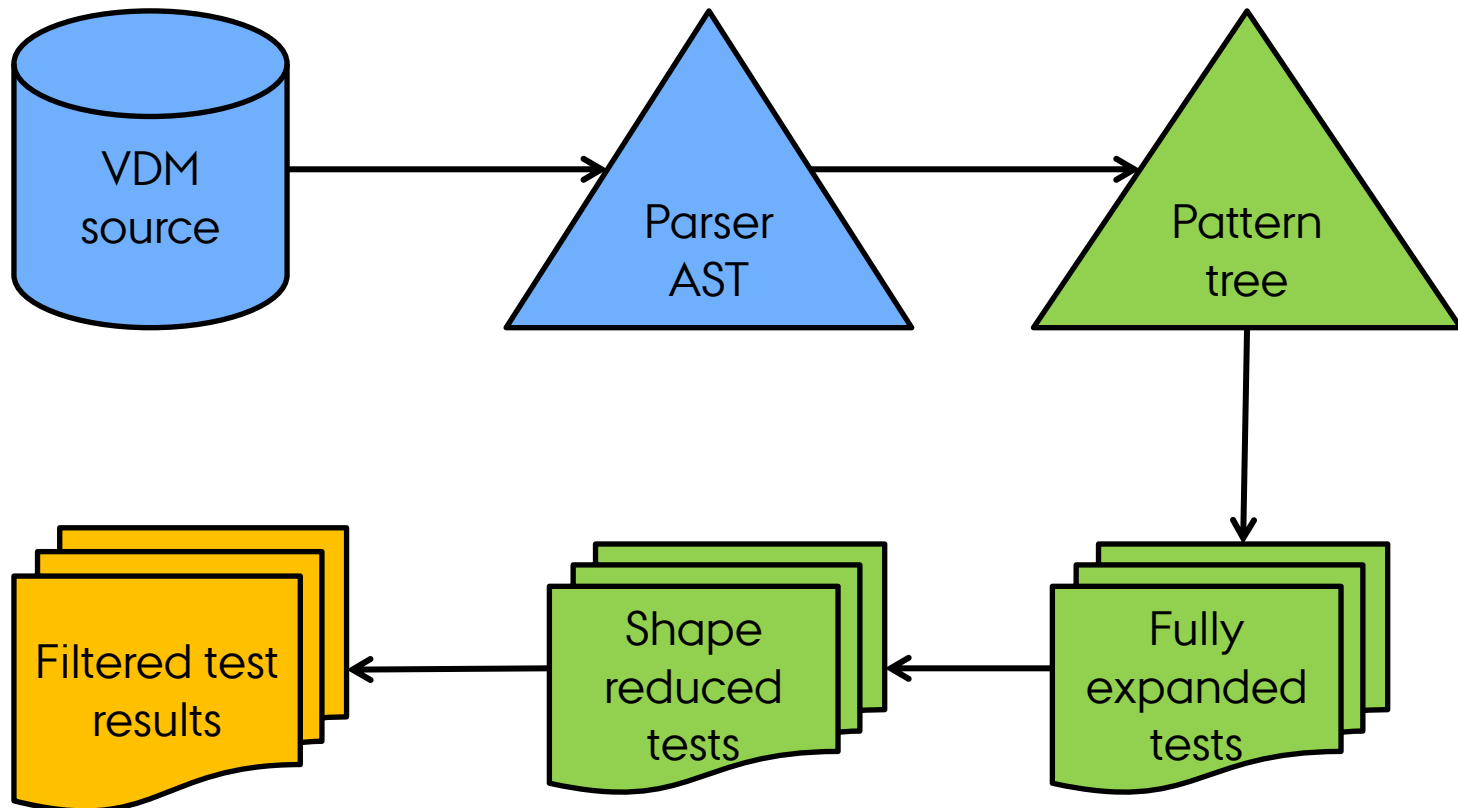 VDM
source
Parser
AST
Pattern
tree
Filtered test
results
Shape
reduced
tests
Fully
expanded
tests